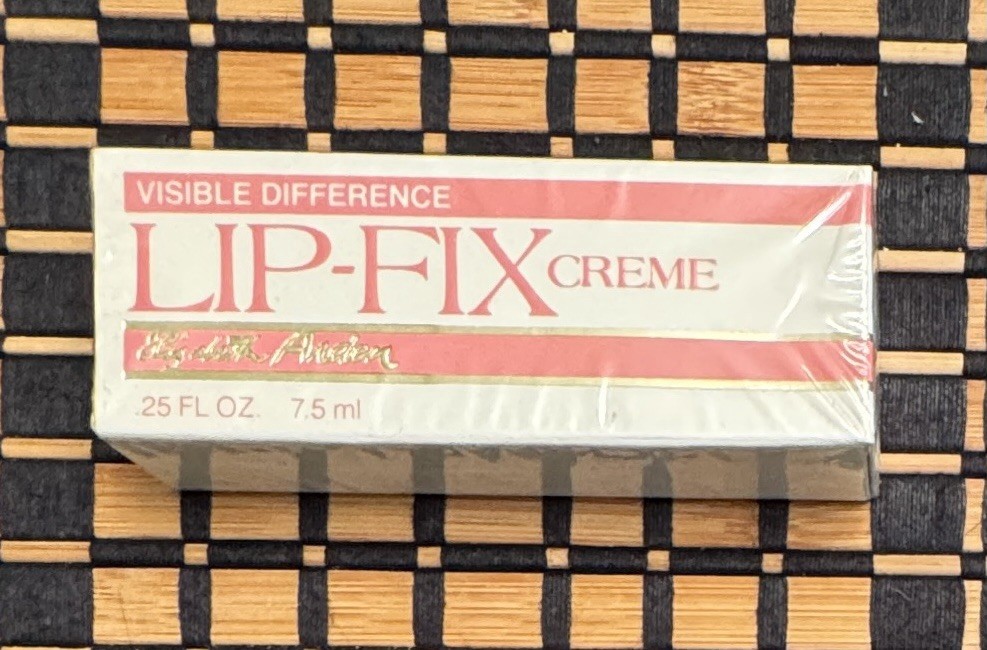 VISIBLE DIFFERENCE
LIP-FIX CREME
Elizabeth Arden
.25 FL OZ. 7.5 ml